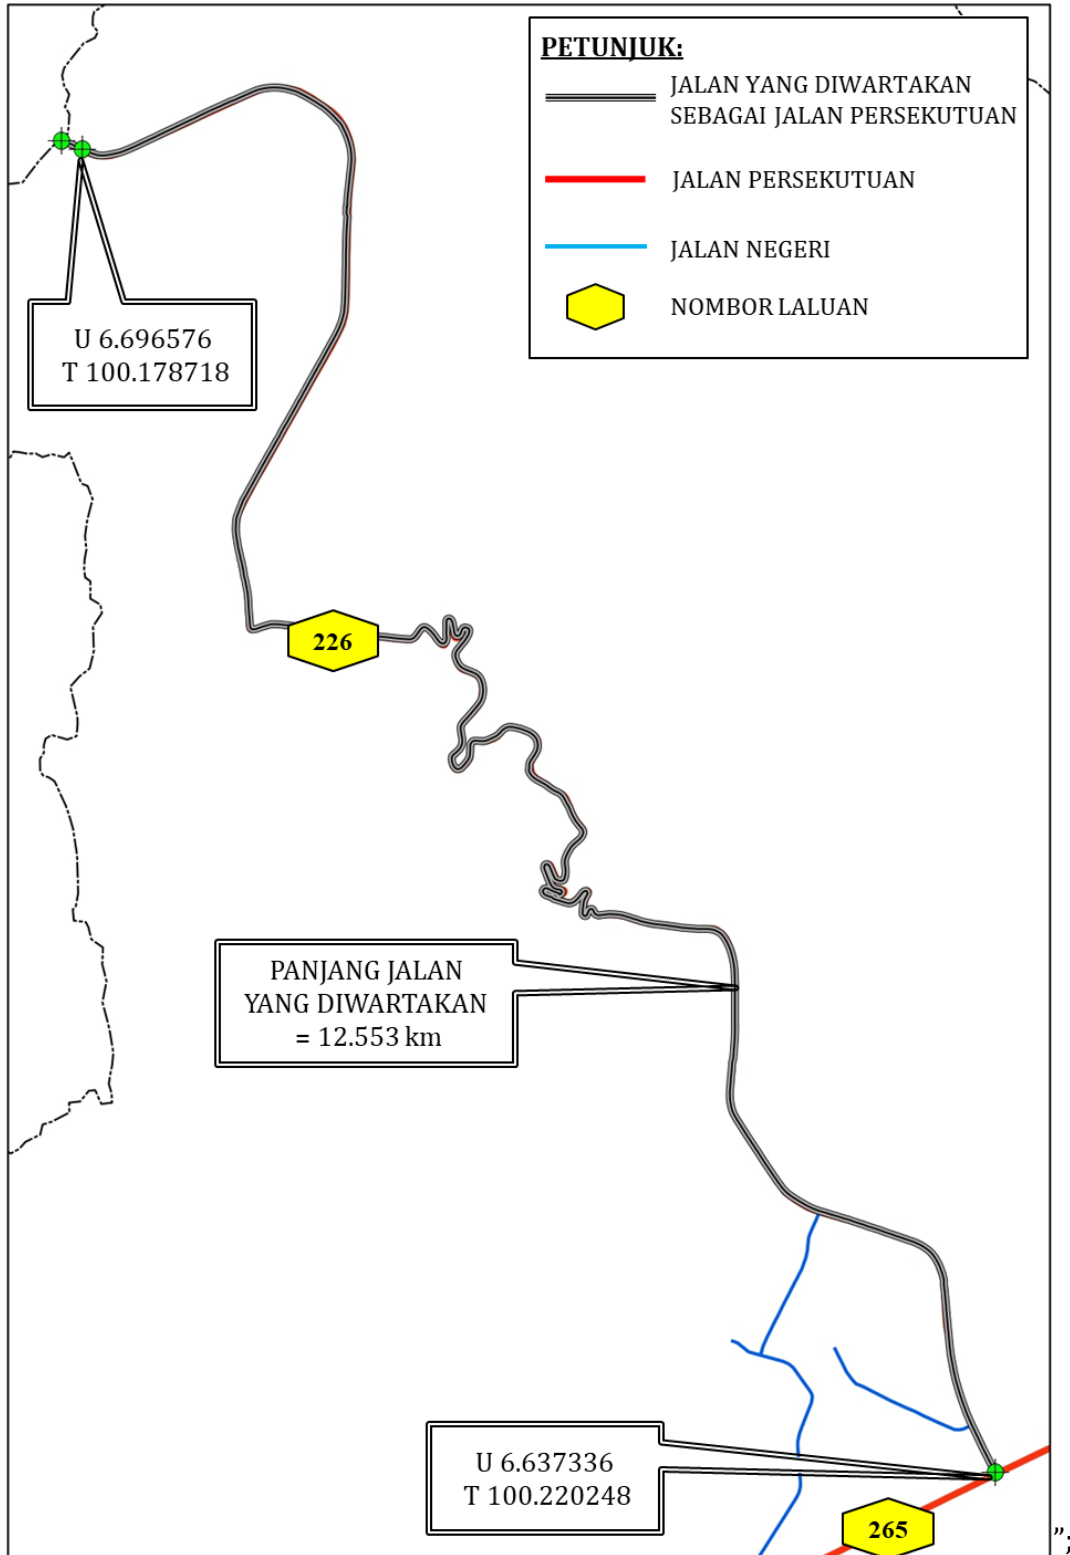 PETUNJUK:
JALAN YANG DIWARTAKAN
SEBAGAI JALAN PERSEKUTUAN
JALAN PERSEKUTUAN
JALAN NEGERI
NOMBOR LALUAN
U 6.696576
T 100.178718
226
PANJANG JALAN
YANG DIWARTAKAN
= 12.553 km
U 6.637336
T 100.220248
265
”;